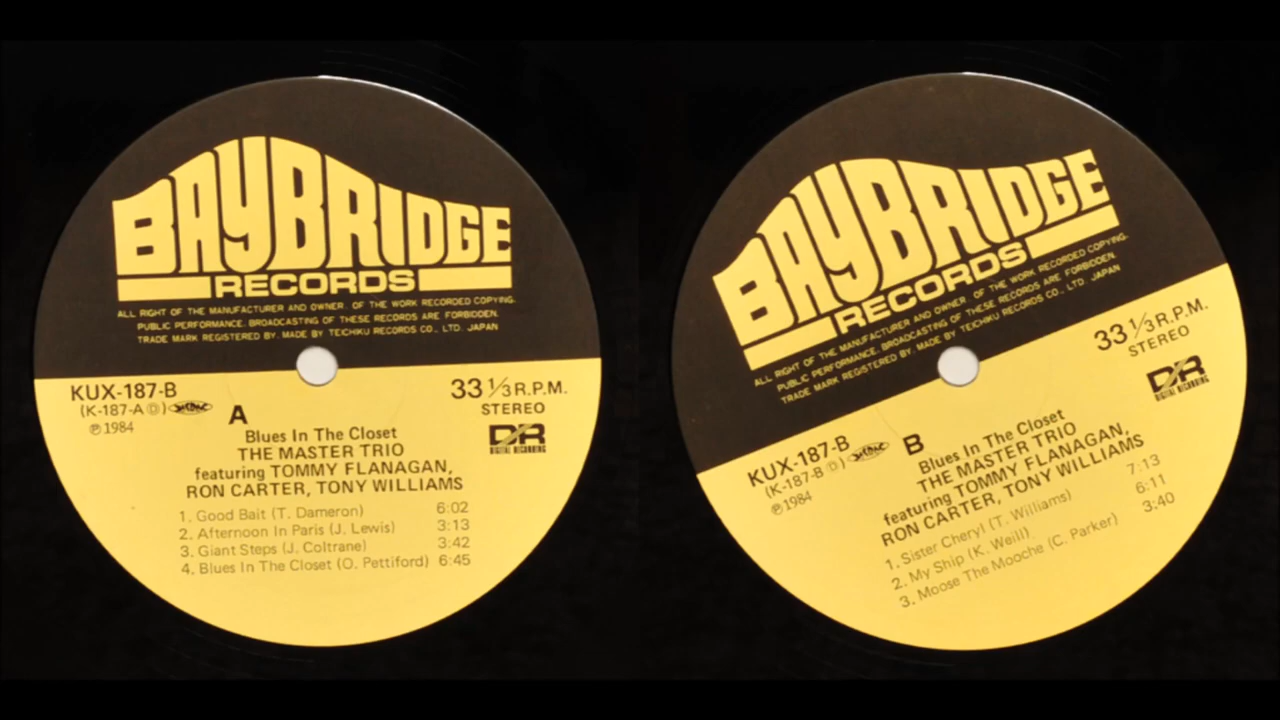 BAYBRIDGE
RECORDS
ALL RIGHT OF THE MANUFACTURER AND OWNER. OF THE WORK RECORDED COPYING.
PUBLIC PERFORMANCE. BROADCASTING OF THESE RECORDS ARE FORBIDDEN.
TRADE MARK REGISTERED BY. MADE BY TEICHIKU RECORDS CO., LTD. JAPAN
KUX-187-B
33 1/3 R.P.M.
(K-187-A Ⓓ)
STEREO
℗1984
A
DR
DIGITAL RECORDING
Blues In The Closet
THE MASTER TRIO
featuring TOMMY FLANAGAN,
RON CARTER, TONY WILLIAMS
1. Good Bait (T. Dameron) 6:02
2. Afternoon In Paris (J. Lewis) 3:13
3. Giant Steps (J. Coltrane) 3:42
4. Blues In The Closet (O. Pettiford) 6:45
BAYBRIDGE
RECORDS
ALL RIGHT OF THE MANUFACTURER AND OWNER. OF THE WORK RECORDED COPYING.
PUBLIC PERFORMANCE. BROADCASTING OF THESE RECORDS ARE FORBIDDEN.
TRADE MARK REGISTERED BY. MADE BY TEICHIKU RECORDS CO., LTD. JAPAN
KUX-187-B
33 1/3 R.P.M.
(K-187-B Ⓓ)
STEREO
℗1984
B
DR
DIGITAL RECORDING
Blues In The Closet
THE MASTER TRIO
featuring TOMMY FLANAGAN,
RON CARTER, TONY WILLIAMS
1. Sister Cheryl (T. Williams) 7:13
2. My Ship (K. Weill) 6:11
3. Moose The Mooche (C. Parker) 3:40